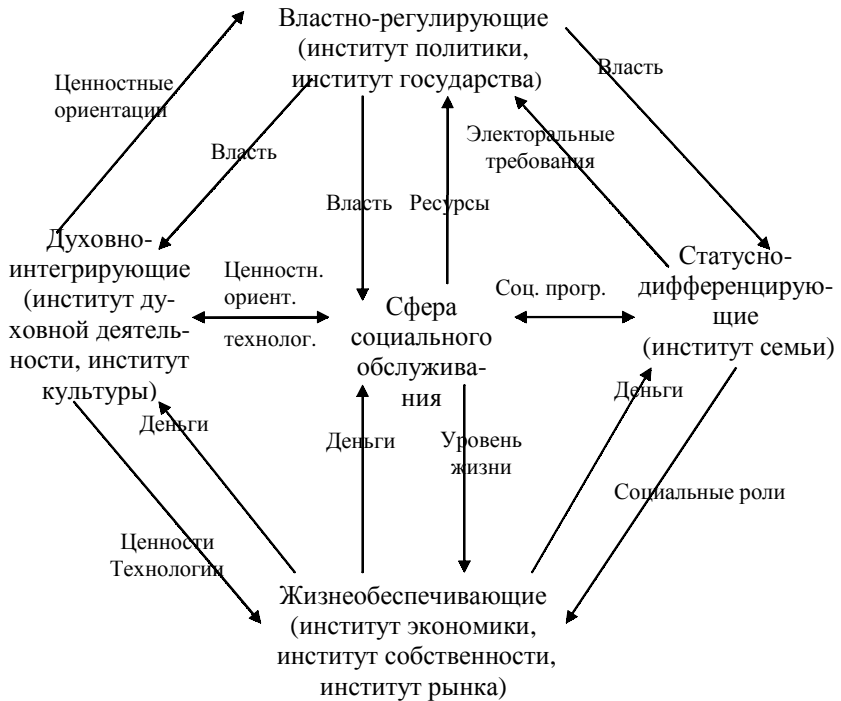 Властно-регулирующие
(институт политики,
институт государства)
Ценностные
ориентации
Власть
Власть
Электоральные
требования
Власть
Ресурсы
Духовно-
интегрирующие
(институт ду-
ховной деятель-
ности, институт
культуры)
Ценностн.
ориент.
технолог.
Сфера
социального
обслужива-
ния
Соц. прогр.
Статусно-
дифференцирую-
щие
(институт семьи)
Деньги
Деньги
Уровень
жизни
Деньги
Социальные роли
Ценности
Технологии
Жизнеобеспечивающие
(институт экономики,
институт собственности,
институт рынка)